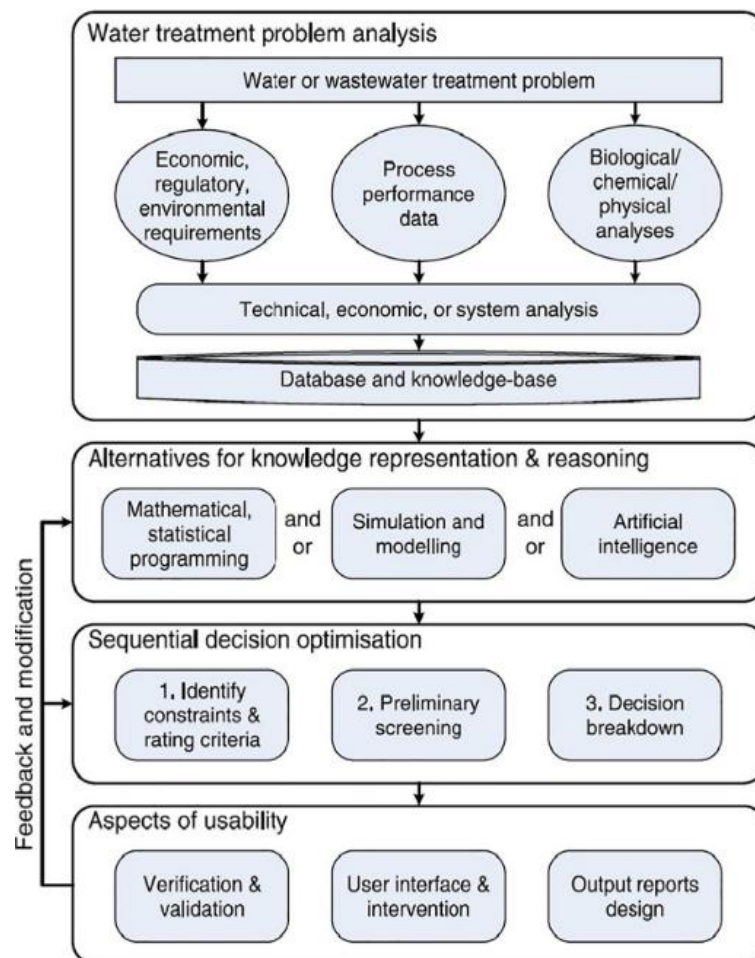 Water treatment problem analysis
Water or wastewater treatment problem
Economic,
regulatory,
environmental
requirements
Process
performance
data
Biological/
chemical/
physical
analyses
Technical, economic, or system analysis
Database and knowledge-base
Alternatives for knowledge representation & reasoning
Mathematical,
statistical
programming
and
or
Simulation and
modelling
and
or
Artificial
intelligence
Sequential decision optimisation
1. Identify
constraints &
rating criteria
2. Preliminary
screening
3. Decision
breakdown
Aspects of usability
Verification &
validation
User interface &
intervention
Output reports
design
Feedback and modification